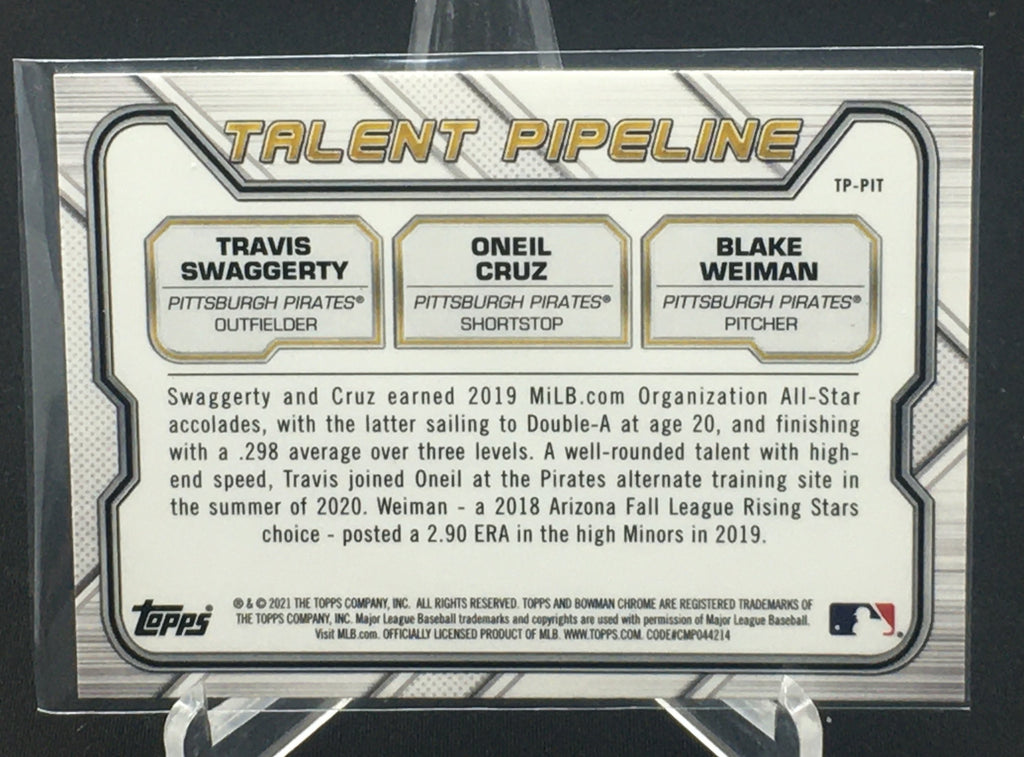 TALENT PIPELINE
TP-PIT
TRAVIS
SWAGGERTY
PITTSBURGH PIRATES®
OUTFIELDER
ONEIL
CRUZ
PITTSBURGH PIRATES®
SHORTSTOP
BLAKE
WEIMAN
PITTSBURGH PIRATES®
PITCHER
Swaggerty and Cruz earned 2019 MiLB.com Organization All-Star
accolades, with the latter sailing to Double-A at age 20, and finishing
with a .298 average over three levels. A well-rounded talent with high-
end speed, Travis joined Oneil at the Pirates alternate training site in
the summer of 2020. Weiman - a 2018 Arizona Fall League Rising Stars
choice - posted a 2.90 ERA in the high Minors in 2019.
Topps
® & © 2021 THE TOPPS COMPANY, INC. ALL RIGHTS RESERVED. TOPPS AND BOWMAN CHROME ARE REGISTERED TRADEMARKS OF
THE TOPPS COMPANY, INC. Major League Baseball trademarks and copyrights are used with permission of Major League Baseball.
Visit MLB.com. OFFICIALLY LICENSED PRODUCT OF MLB. WWW.TOPPS.COM. CODE#CMP044214